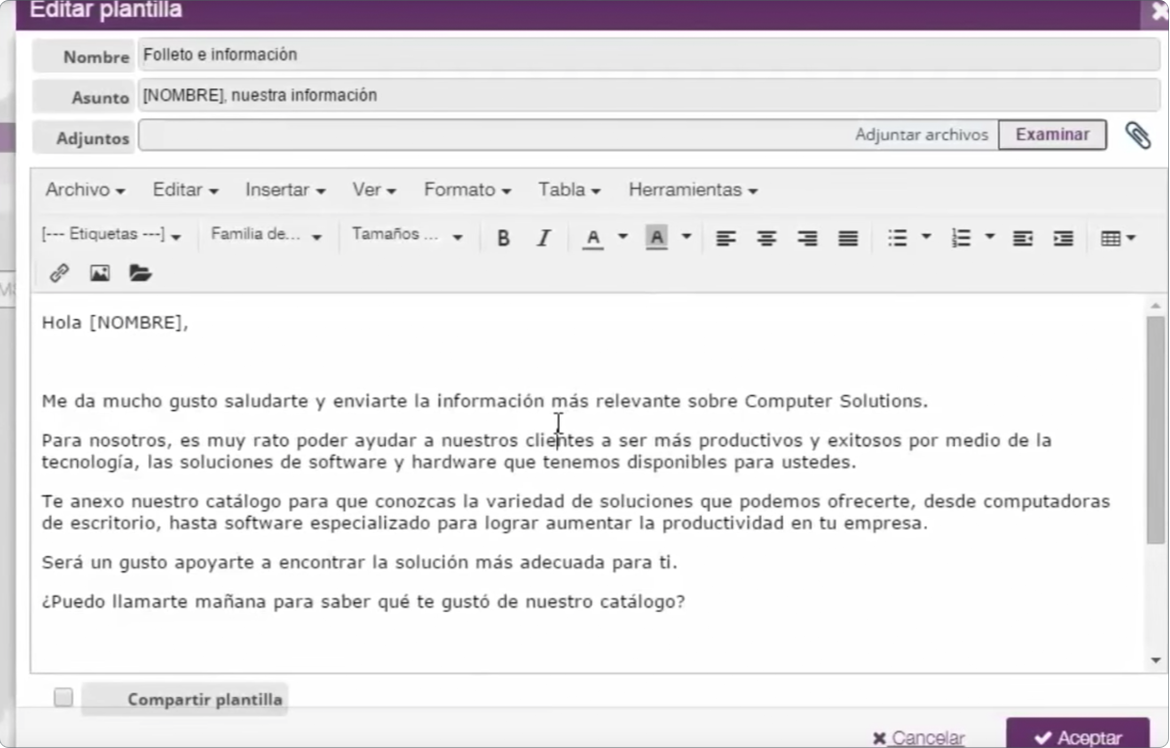 Editar plantilla
Nombre Folleto e información
Asunto [NOMBRE], nuestra información
Adjuntos Adjuntar archivos Examinar
Archivo Editar Insertar Ver Formato Tabla Herramientas
[--- Etiquetas ---] Familia de... Tamaños ... B I A A
Hola [NOMBRE],
Me da mucho gusto saludarte y enviarte la información más relevante sobre Computer Solutions.
Para nosotros, es muy rato poder ayudar a nuestros clientes a ser más productivos y exitosos por medio de la
tecnología, las soluciones de software y hardware que tenemos disponibles para ustedes.
Te anexo nuestro catálogo para que conozcas la variedad de soluciones que podemos ofrecerte, desde computadoras
de escritorio, hasta software especializado para lograr aumentar la productividad en tu empresa.
Será un gusto apoyarte a encontrar la solución más adecuada para ti.
¿Puedo llamarte mañana para saber qué te gustó de nuestro catálogo?
Compartir plantilla
Cancelar Aceptar